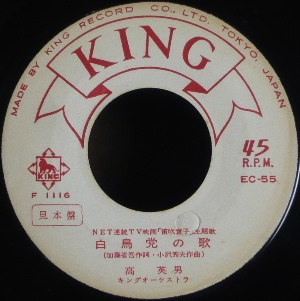 MADE BY KING RECORD CO., LTD. TOKYO, JAPAN
KING
KING
F 1116
見本盤
45
R.P.M.
EC-55
NET連続TV映画「笛吹童子」主題歌
白鳥党の歌
(加藤省吾作詞・小沢秀夫作曲)
高英男
キングオーケストラ